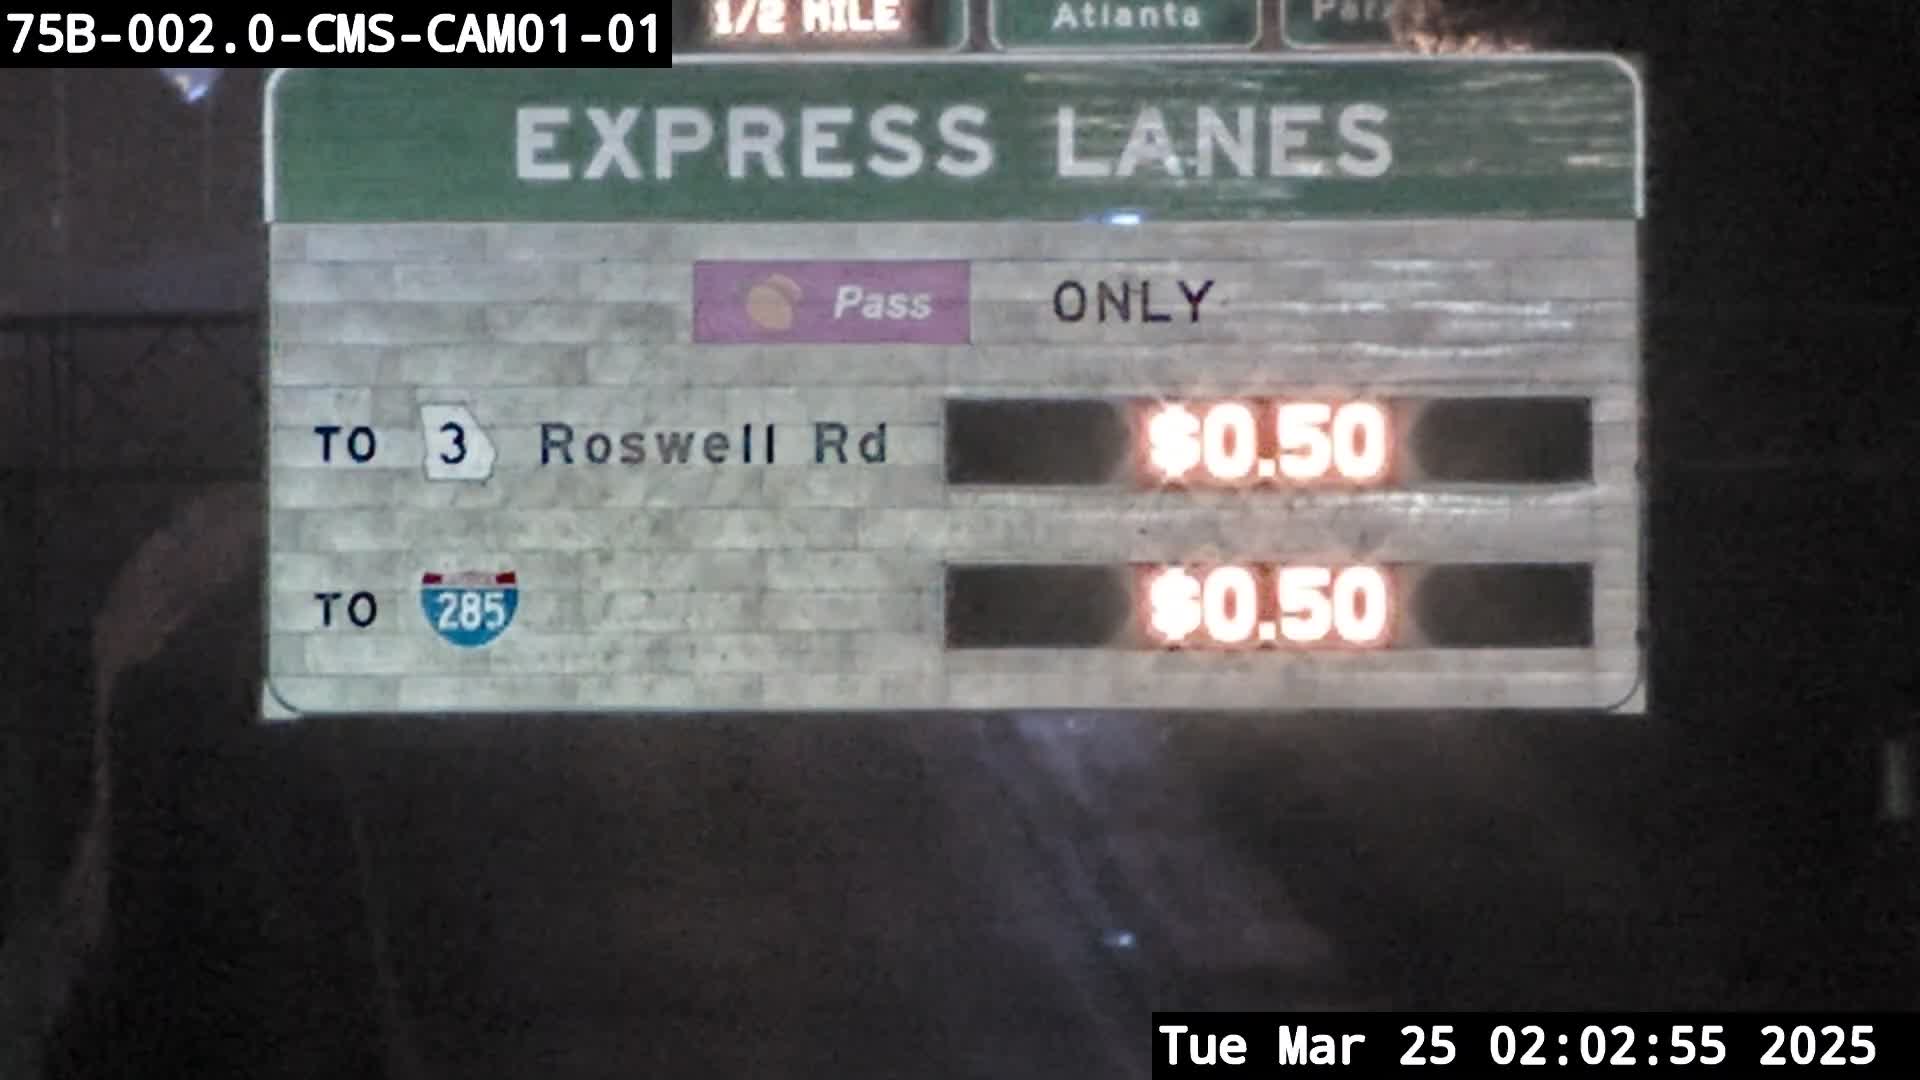 75B-002.0-CMS-CAM01-01
1/2 MILE
Atlanta
EXPRESS LANES
Pass ONLY
TO 3 Roswell Rd $0.50
TO 285 $0.50
Tue Mar 25 02:02:55 2025